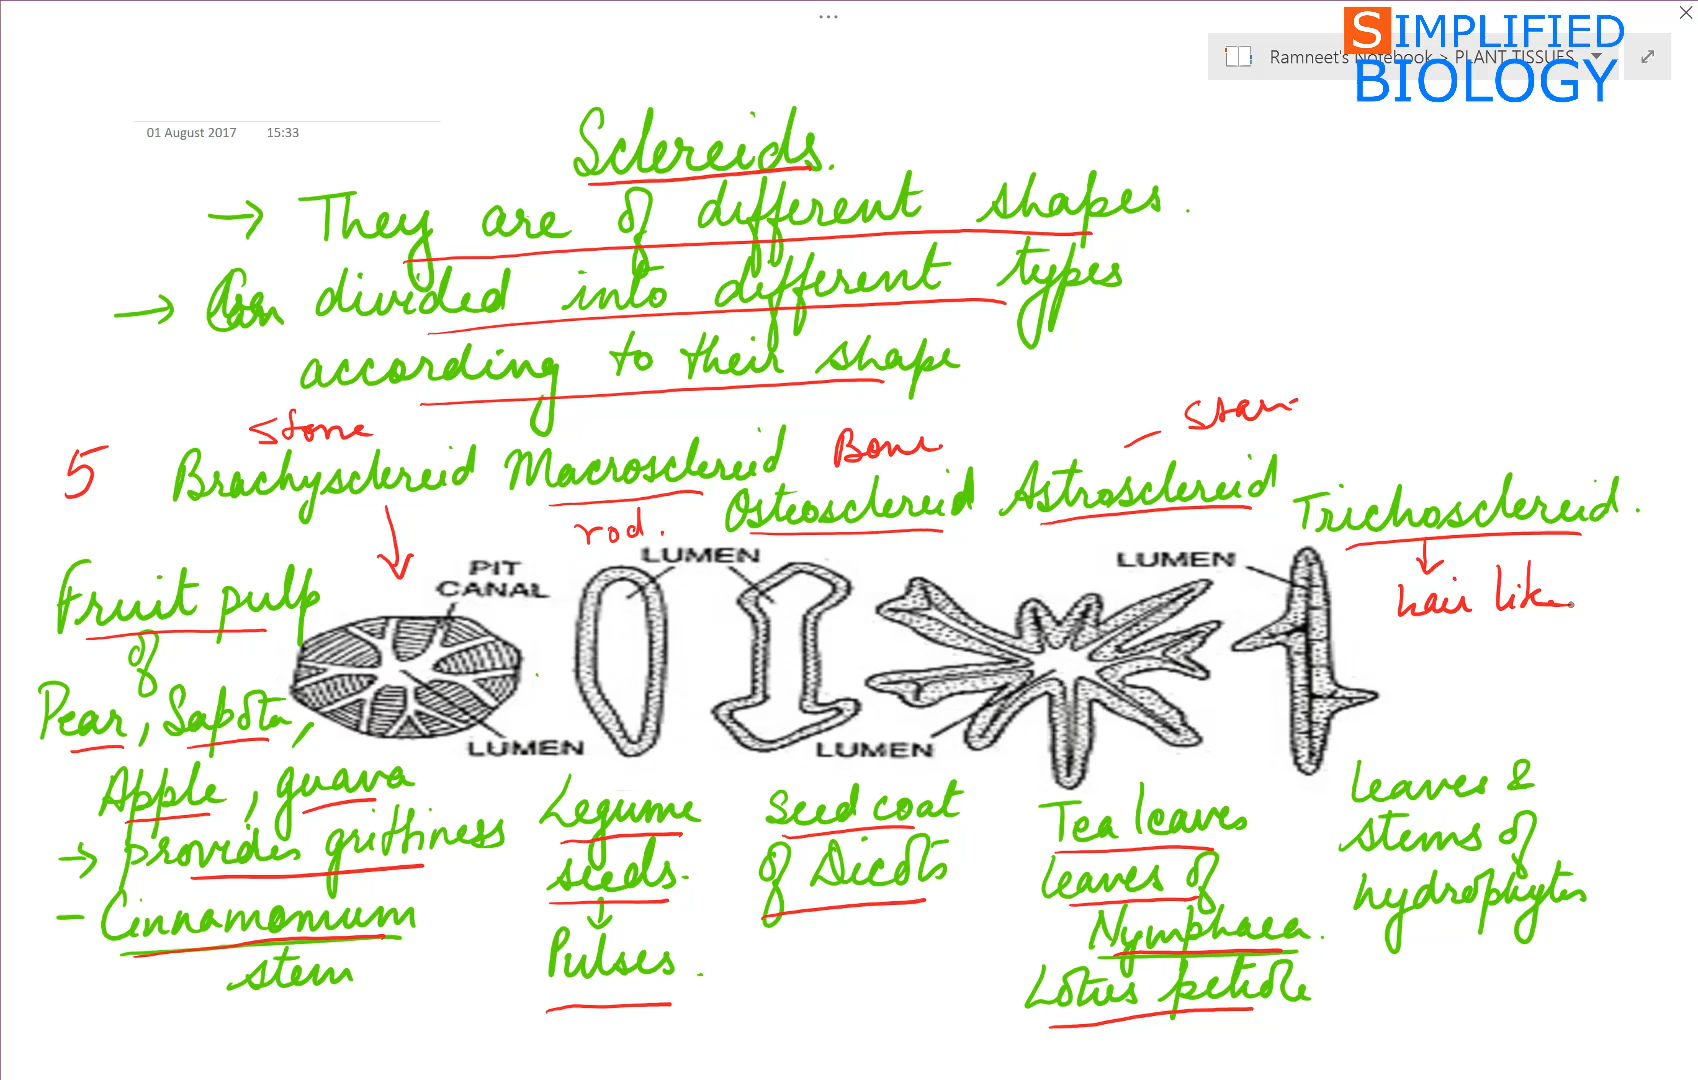 SIMPLIFIED
BIOLOGY
Ramneet's Notebook > PLANT TISSUES
01 August 2017 15:33
Sclereids.
→ They are of different shapes.
→ Can divided into different types
according to their shape
5
Stone
Brachysclereid
Macrosclereid
rod.
Bone
Osteosclereid
Star
Astrosclereid
Trichosclereid.
hair like
PIT
CANAL
LUMEN
LUMEN
LUMEN
LUMEN
Fruit pulp
of
Pear, Sapota,
Apple, guava
→ provides grittiness
- Cinnamomum
stem
Legume
seeds.
Pulses.
Seed coat
of Dicots
Tea leaves
leaves of
Nymphaea.
Lotus petiole
leaves &
stems of
hydrophytes